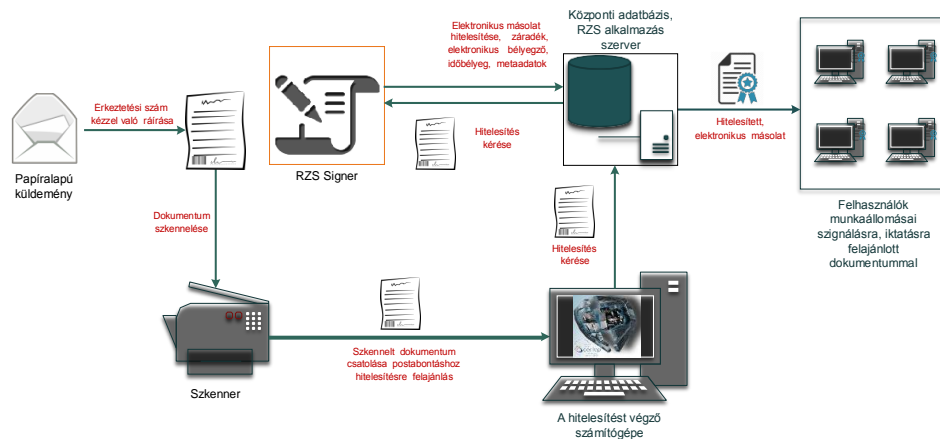 Elektronikus másolat
hitelesítése, záradék,
elektronikus bélyegző,
időbélyeg, metaadatok
Központi adatbázis,
RZS alkalmazás
szerver
Erkeztetési szám
kézzel való ráírása
Hitelesítés
kérése
Hitelesített,
elektronikus másolat
RZS Signer
Papíralapú
küldemény
Felhasználók
munkaállomásai
szignálásra, iktatásra
felajánlott
dokumentummal
Dokumentum
szkennelése
Hitelesítés
kérése
Szkennelt dokumentum
csatolása postabontáshoz
hitelesítésre felajánlás
Szkenner
A hitelesítést végző
számítógépe